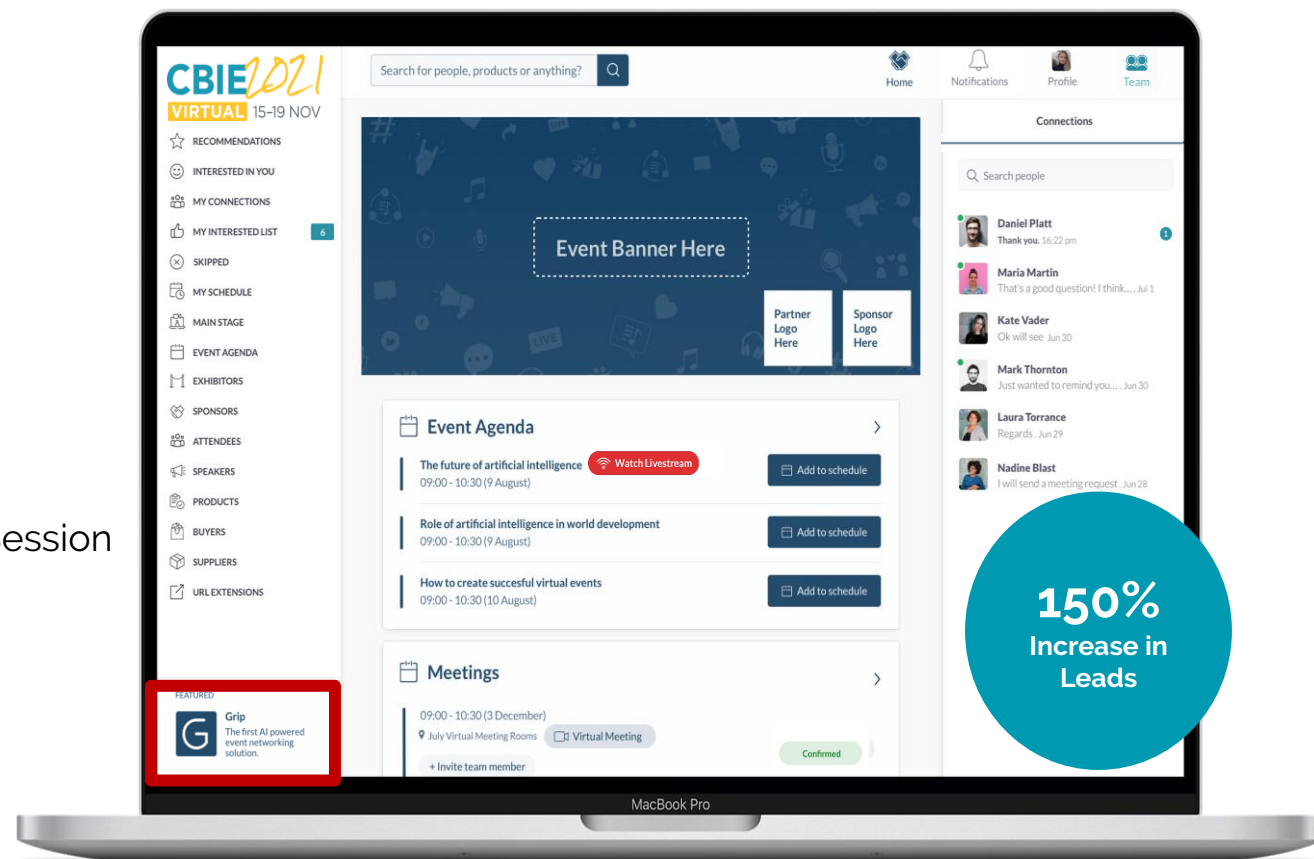 CBIE2021
VIRTUAL 15-19 NOV
RECOMMENDATIONS
INTERESTED IN YOU
MY CONNECTIONS
MY INTERESTED LIST 6
SKIPPED
MY SCHEDULE
MAIN STAGE
EVENT AGENDA
EXHIBITORS
SPONSORS
ATTENDEES
SPEAKERS
PRODUCTS
BUYERS
SUPPLIERS
URL EXTENSIONS
FEATURED
G
Grip
The first AI powered
event networking
solution.
Search for people, products or anything?
Home
Notifications
Profile
Team
#
LIVE
Event Banner Here
Partner
Logo
Here
Sponsor
Logo
Here
Event Agenda
The future of artificial intelligence Watch Livestream
09:00 - 10:30 (9 August)
Add to schedule
Role of artificial intelligence in world development
09:00 - 10:30 (9 August)
Add to schedule
How to create succesful virtual events
09:00 - 10:30 (10 August)
Add to schedule
Meetings
09:00 - 10:30 (3 December)
July Virtual Meeting Rooms Virtual Meeting
Confirmed
+ Invite team member
Connections
Search people
Daniel Platt
Thank you. 16:22 pm
1
Maria Martin
That's a good question! I think.... . Jul 1
Kate Vader
Ok will see Jun 30
Mark Thornton
Just wanted to remind you.... . Jun 30
Laura Torrance
Regards . Jun 29
Nadine Blast
I will send a meeting request . Jun 28
150%
Increase in
Leads
MacBook Pro